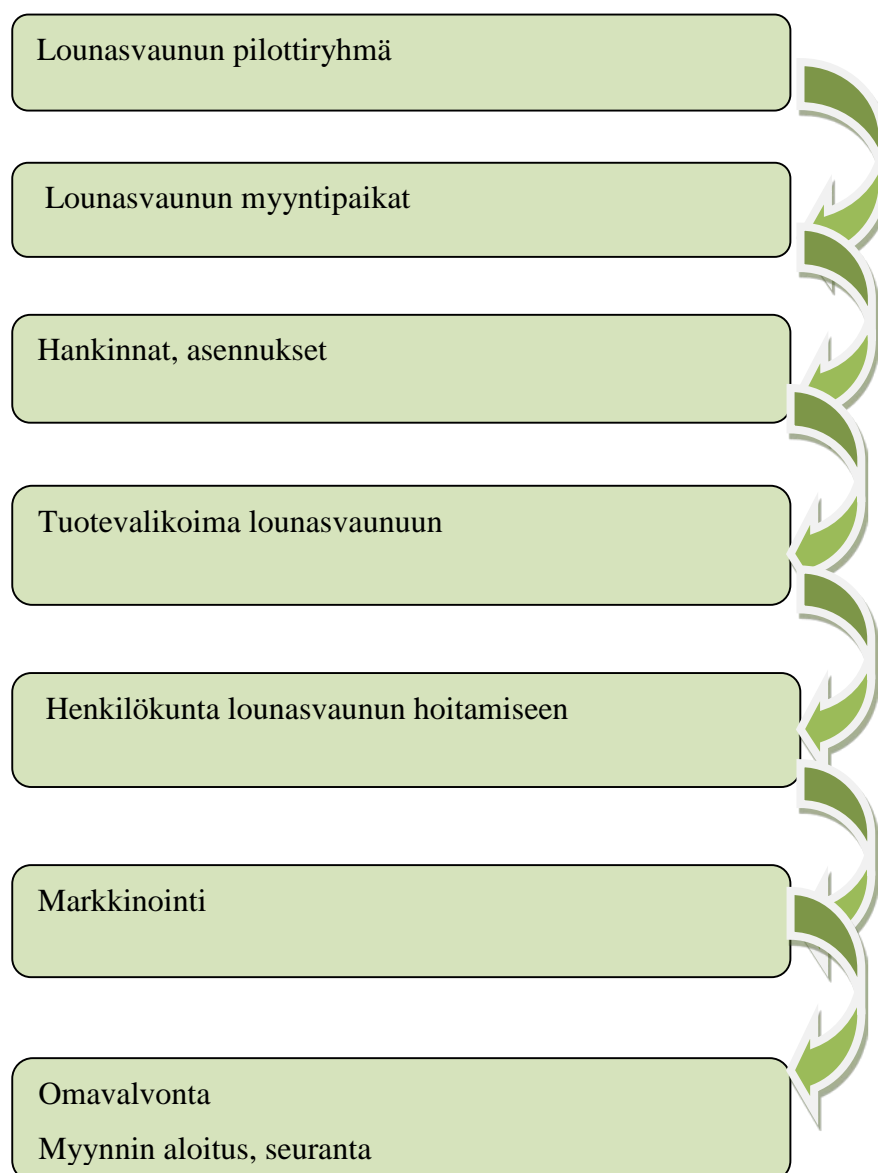 Lounasvaunun pilottiryhmä
Lounasvaunun myyntipaikat
Hankinnat, asennukset
Tuotevalikoima lounasvaunuun
Henkilökunta lounasvaunun hoitamiseen
Markkinointi
Omavalvonta
Myynnin aloitus, seuranta